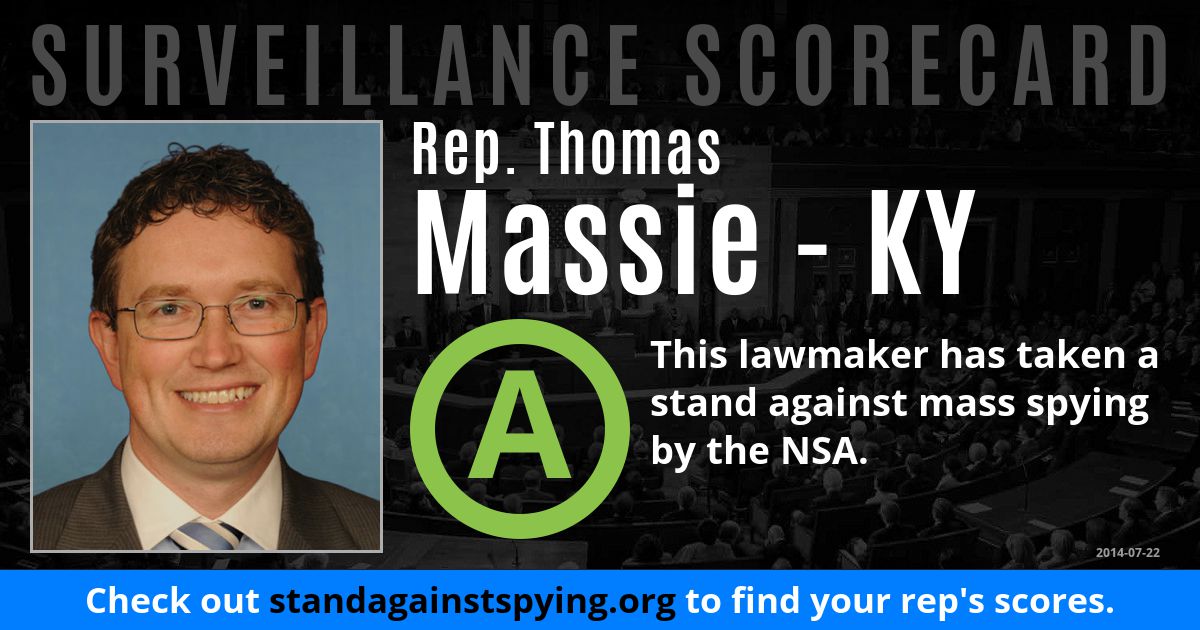 SURVEILLANCE SCORECARD
Rep. Thomas
Massie - KY
A
This lawmaker has taken a
stand against mass spying
by the NSA.
2014-07-22
Check out standagainstspying.org to find your rep's scores.